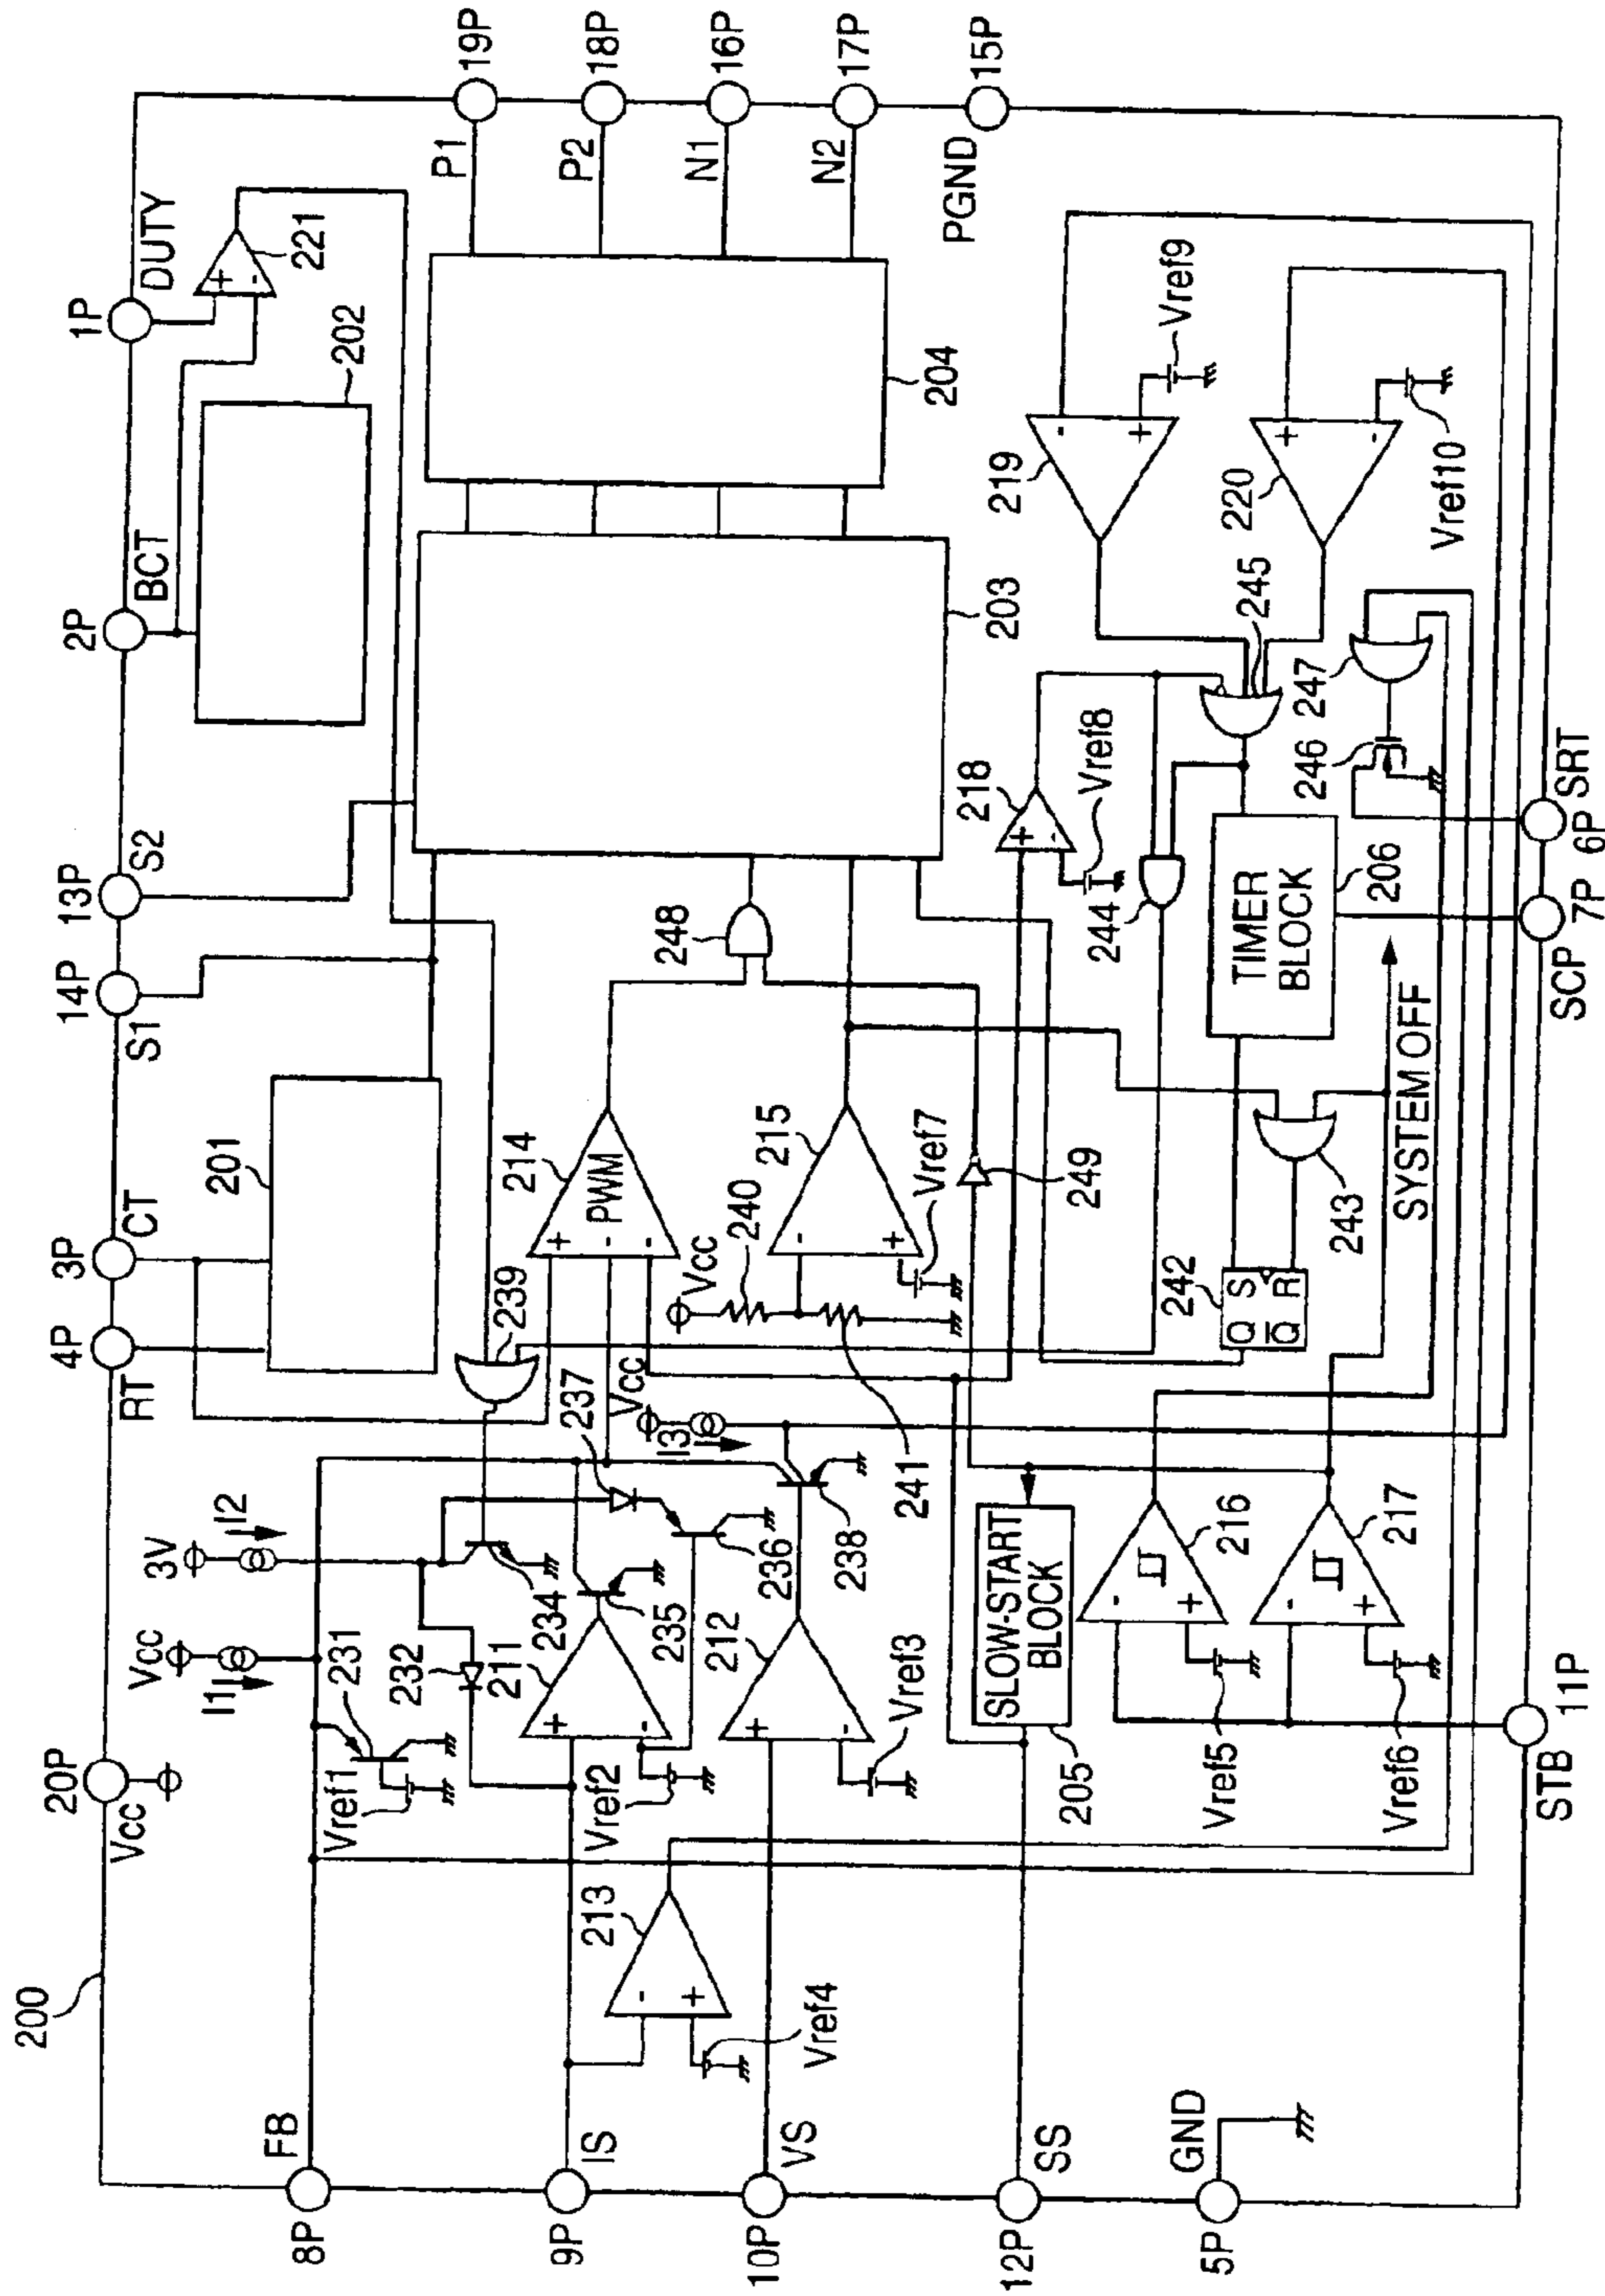 200
20P
Vcc
4P
RT
3P
CT
14P
S1
13P
S2
2P
BCT
1P
DUTY
8P
FB
9P
IS
10P
VS
12P
SS
5P
GND
19P
P1
18P
P2
16P
N1
17P
N2
15P
PGND
11P
STB
7P
SCP
6P
SRT
Vcc
I1
3V
I2
231
Vref1
232
234
211
+
-
Vref2
235
237
236
239
201
202
221
+
-
203
204
213
-
+
Vref4
212
+
-
Vref3
238
Vcc
I3
214
PWM
+
-
-
248
Vcc
240
241
215
-
+
Vref7
249
SLOW-START
BLOCK
205
216
-
+
Vref5
217
-
+
Vref6
242
Q S
Q R
243
SYSTEM OFF
TIMER
BLOCK
206
244
218
+
-
Vref8
245
219
-
+
Vref9
220
+
-
Vref10
246
247